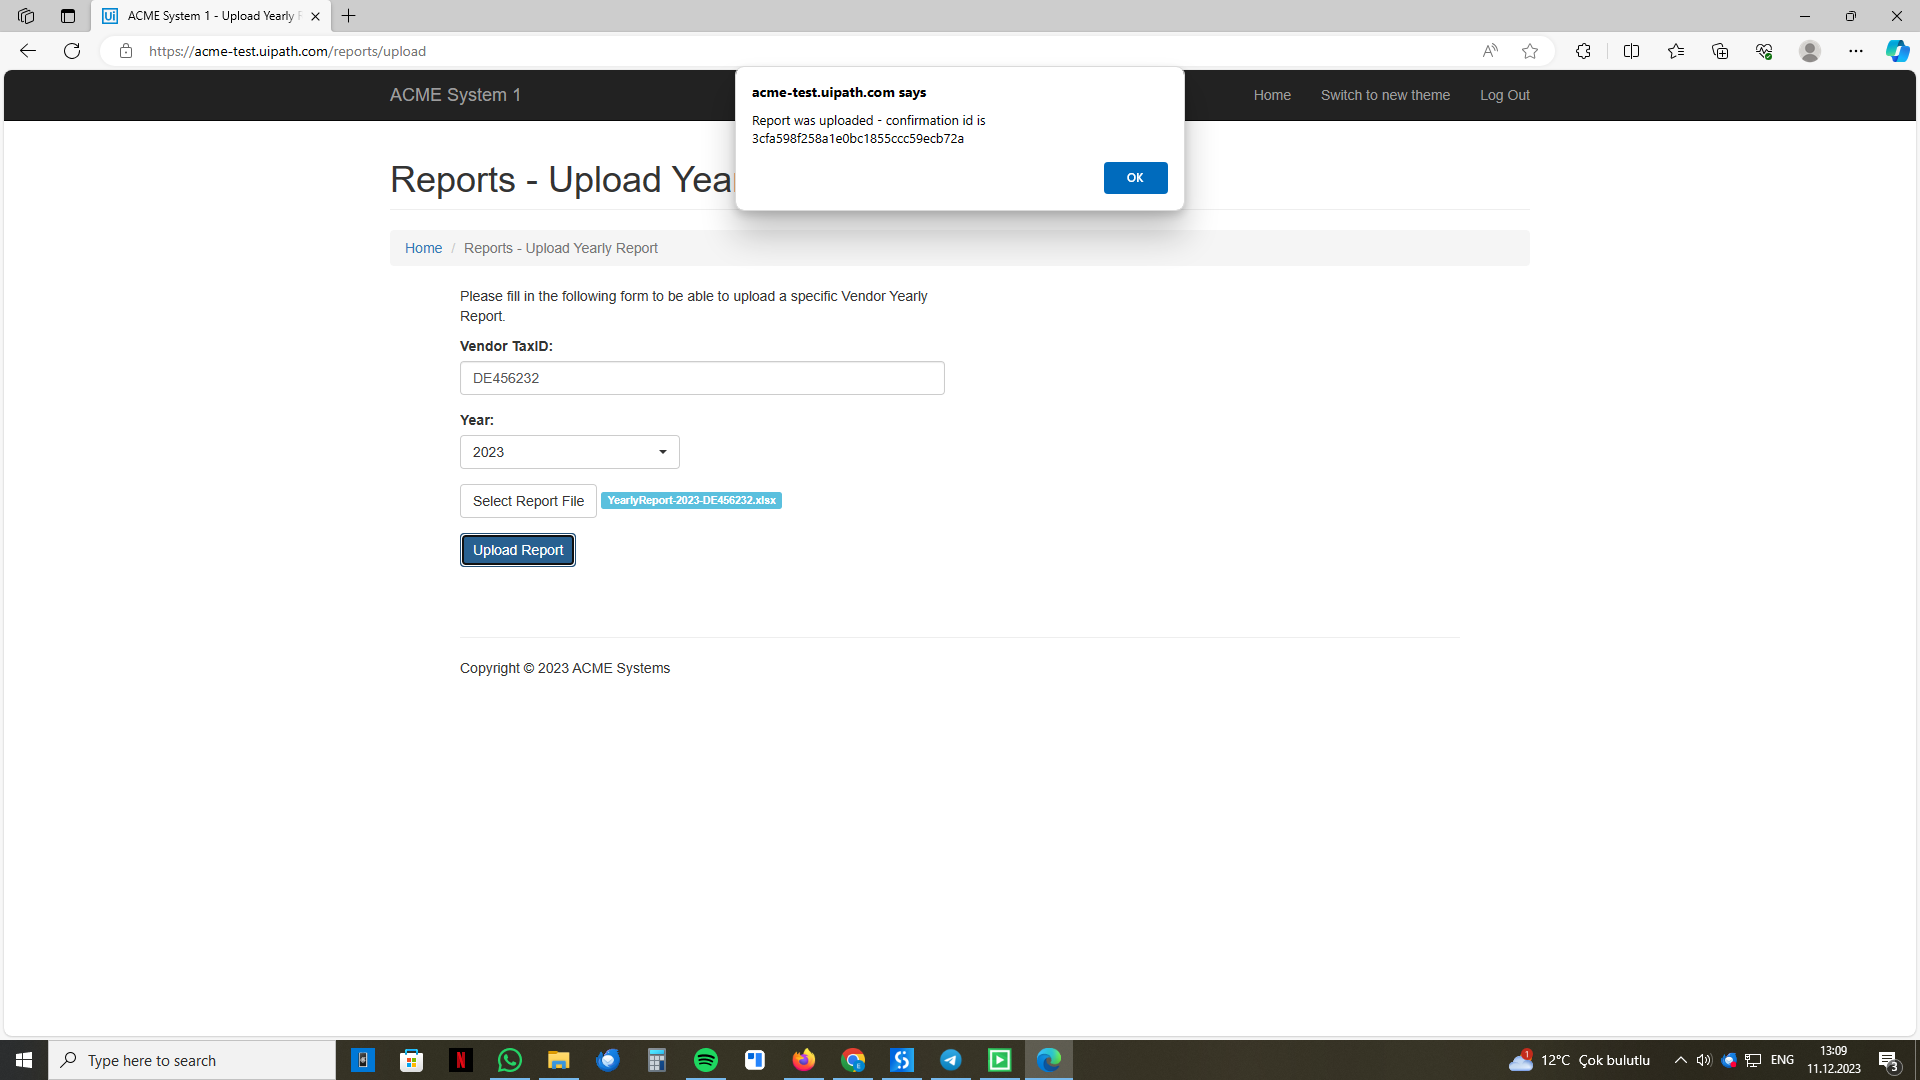 ACME System 1 - Upload Yearly R
https://acme-test.uipath.com/reports/upload
ACME System 1
Home
Switch to new theme
Log Out
acme-test.uipath.com says
Report was uploaded - confirmation id is
3cfa598f258a1e0bc1855ccc59ecb72a
OK
Reports - Upload Yea
Home / Reports - Upload Yearly Report
Please fill in the following form to be able to upload a specific Vendor Yearly
Report.
Vendor TaxID:
DE456232
Year:
2023
Select Report File
YearlyReport-2023-DE456232.xlsx
Upload Report
Copyright © 2023 ACME Systems
Type here to search
1
12°C Çok bulutlu
ENG
13:09
11.12.2023
3